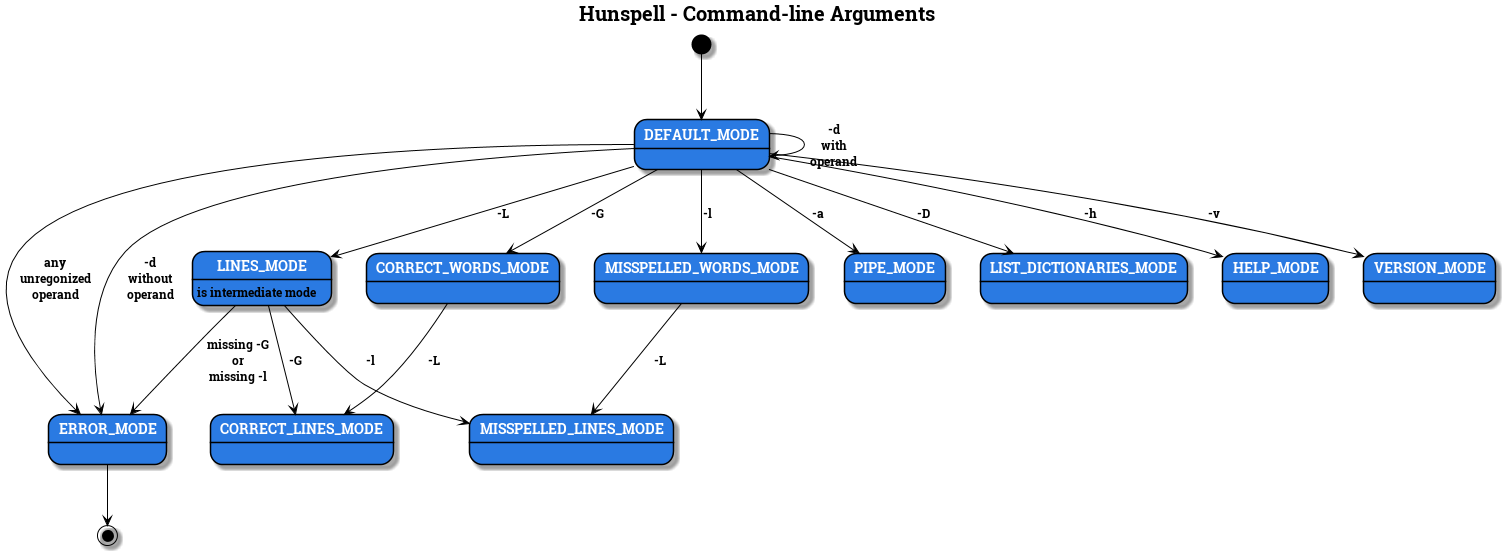 Hunspell - Command-line Arguments
DEFAULT_MODE
-d
with
operand
-L
-G
-l
-a
-D
-h
-v
any
unregonized
operand
-d
without
operand
LINES_MODE
is intermediate mode
CORRECT_WORDS_MODE
MISSPELLED_WORDS_MODE
PIPE_MODE
LIST_DICTIONARIES_MODE
HELP_MODE
VERSION_MODE
missing -G
or
missing -l
-G
-l
-L
-L
ERROR_MODE
CORRECT_LINES_MODE
MISSPELLED_LINES_MODE